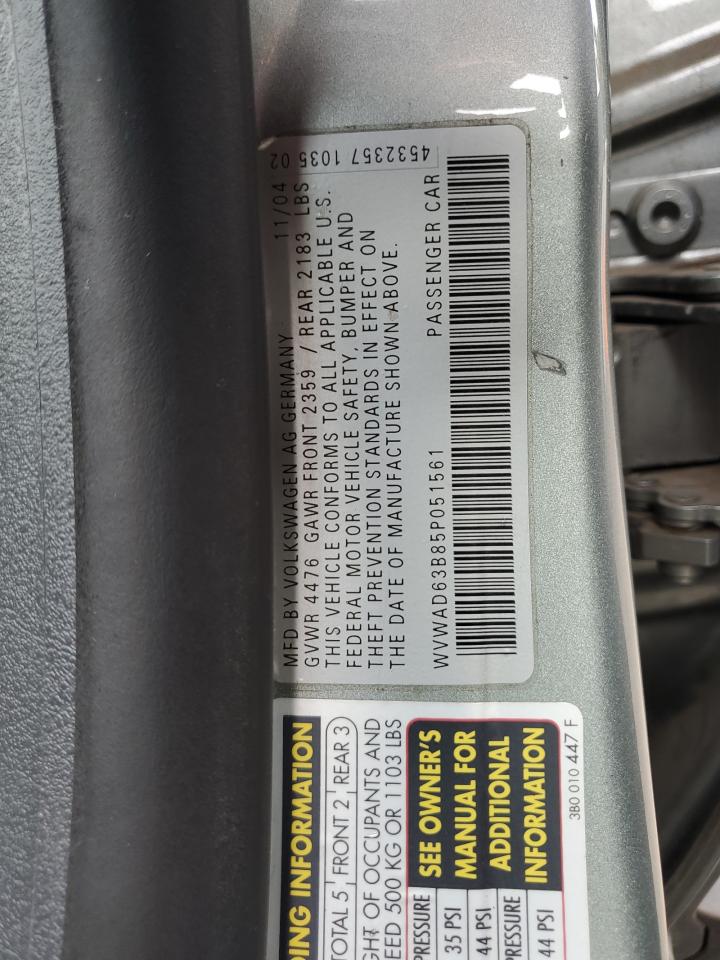 4532357 1035 02
MFD BY VOLKSWAGEN AG GERMANY 11/04
GVWR 4476 GAWR FRONT 2359 / REAR 2183 LBS
THIS VEHICLE CONFORMS TO ALL APPLICABLE U.S.
FEDERAL MOTOR VEHICLE SAFETY, BUMPER AND
THEFT PREVENTION STANDARDS IN EFFECT ON
THE DATE OF MANUFACTURE SHOWN ABOVE.
WVWAD63B85P051561 PASSENGER CAR
INFORMATION
TOTAL 5 FRONT 2 REAR 3
OF OCCUPANTS AND
500 KG OR 1103 LBS
PRESSURE
35 PSI
44 PSI
PRESSURE
44 PSI
SEE OWNER'S
MANUAL FOR
ADDITIONAL
INFORMATION
3B0 010 447 F